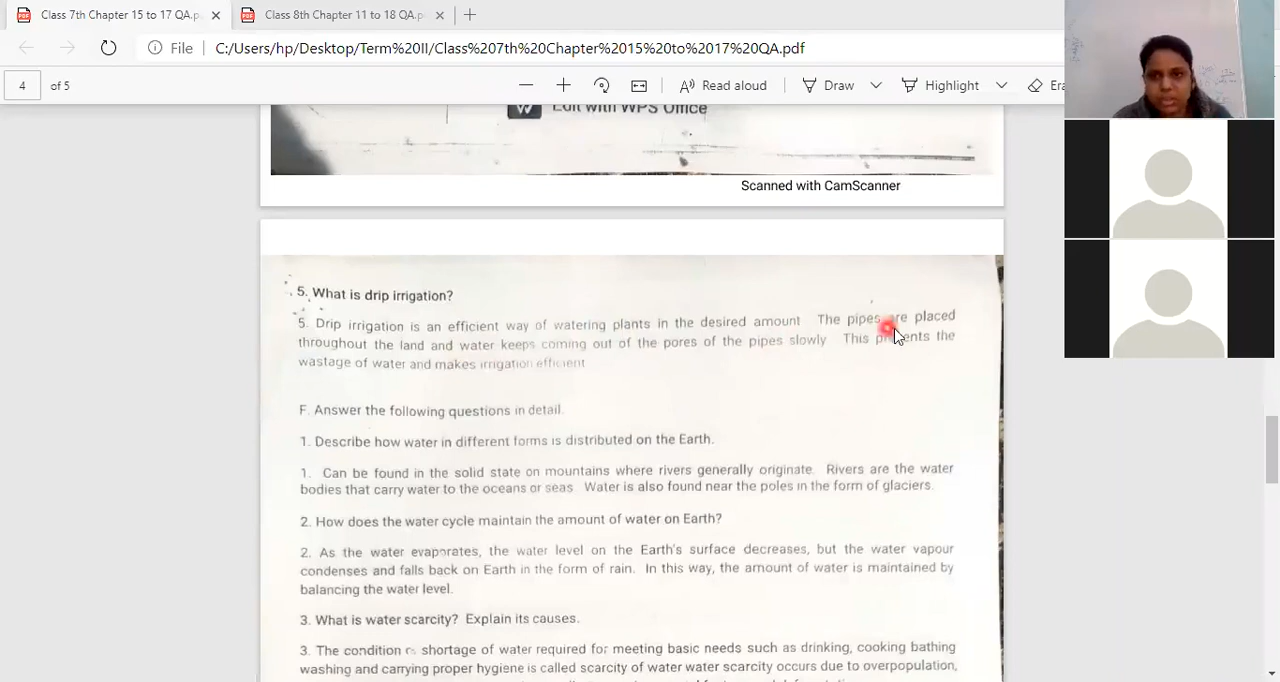 Class 7th Chapter 15 to 17 QA.p
Class 8th Chapter 11 to 18 QA.p
File
C:/Users/hp/Desktop/Term%20II/Class%207th%20Chapter%2015%20to%2017%20QA.pdf
4 of 5
Read aloud
Draw
Highlight
Era
Edit with WPS Office
Scanned with CamScanner
5. What is drip irrigation?
5. Drip irrigation is an efficient way of watering plants in the desired amount The pipes are placed
throughout the land and water keeps coming out of the pores of the pipes slowly This prevents the
wastage of water and makes irrigation efficient
F. Answer the following questions in detail.
1. Describe how water in different forms is distributed on the Earth.
1. Can be found in the solid state on mountains where rivers generally originate. Rivers are the water
bodies that carry water to the oceans or seas Water is also found near the poles in the form of glaciers.
2. How does the water cycle maintain the amount of water on Earth?
2. As the water evaporates, the water level on the Earth's surface decreases, but the water vapour
condenses and falls back on Earth in the form of rain. In this way, the amount of water is maintained by
balancing the water level.
3. What is water scarcity? Explain its causes.
3. The condition shortage of water required for meeting basic needs such as drinking, cooking bathing
washing and carrying proper hygiene is called scarcity of water water scarcity occurs due to overpopulation,